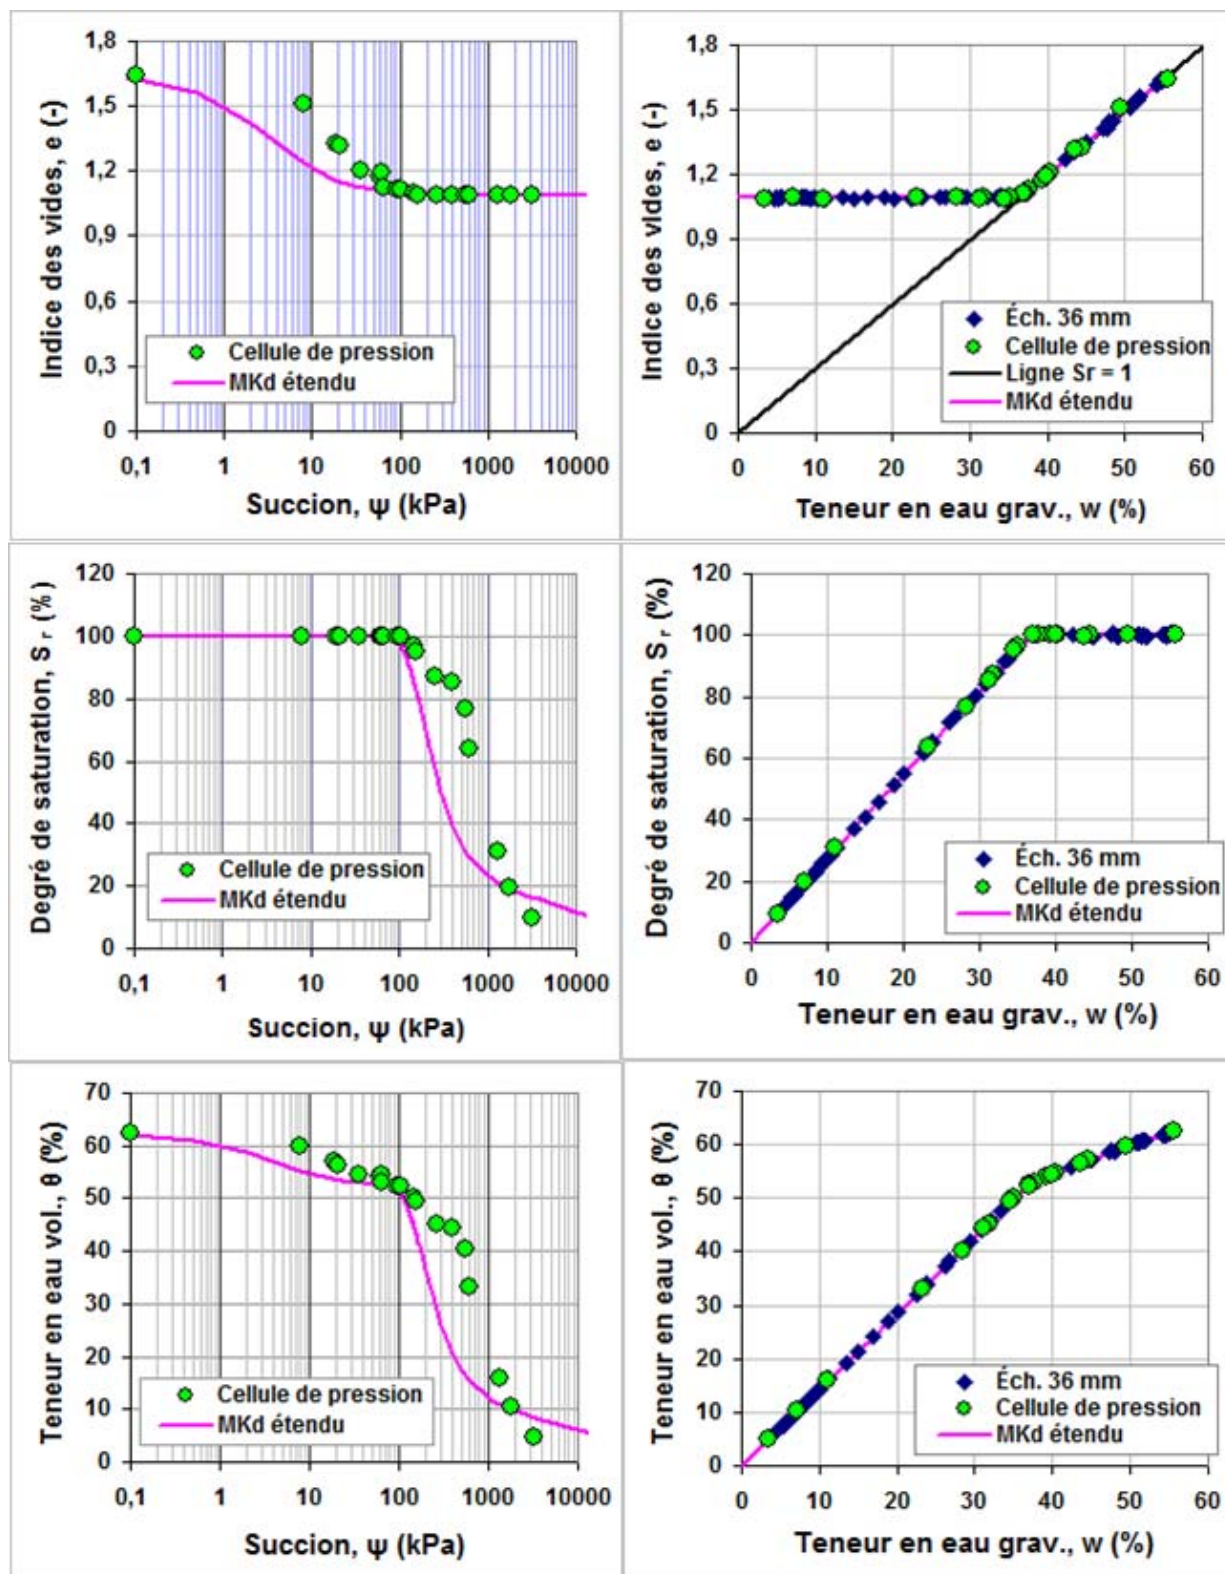 1,8
1,5
1,2
0,9
0,6
0,3
0
Indice des vides, e (-)
Cellule de pression
MKd étendu
0,1 1 10 100 1000 10000
Succion, ψ (kPa)
1,8
1,5
1,2
0,9
0,6
0,3
0
Indice des vides, e (-)
Éch. 36 mm
Cellule de pression
Ligne Sr = 1
MKd étendu
0 10 20 30 40 50 60
Teneur en eau grav., w (%)
120
100
80
60
40
20
0
Degré de saturation, S r (%)
Cellule de pression
MKd étendu
0,1 1 10 100 1000 10000
Succion, ψ (kPa)
120
100
80
60
40
20
0
Degré de saturation, S r (%)
Éch. 36 mm
Cellule de pression
MKd étendu
0 10 20 30 40 50 60
Teneur en eau grav., w (%)
70
60
50
40
30
20
10
0
Teneur en eau vol., θ (%)
Cellule de pression
MKd étendu
0,1 1 10 100 1000 10000
Succion, ψ (kPa)
70
60
50
40
30
20
10
0
Teneur en eau vol., θ (%)
Éch. 36 mm
Cellule de pression
MKd étendu
0 10 20 30 40 50 60
Teneur en eau grav., w (%)